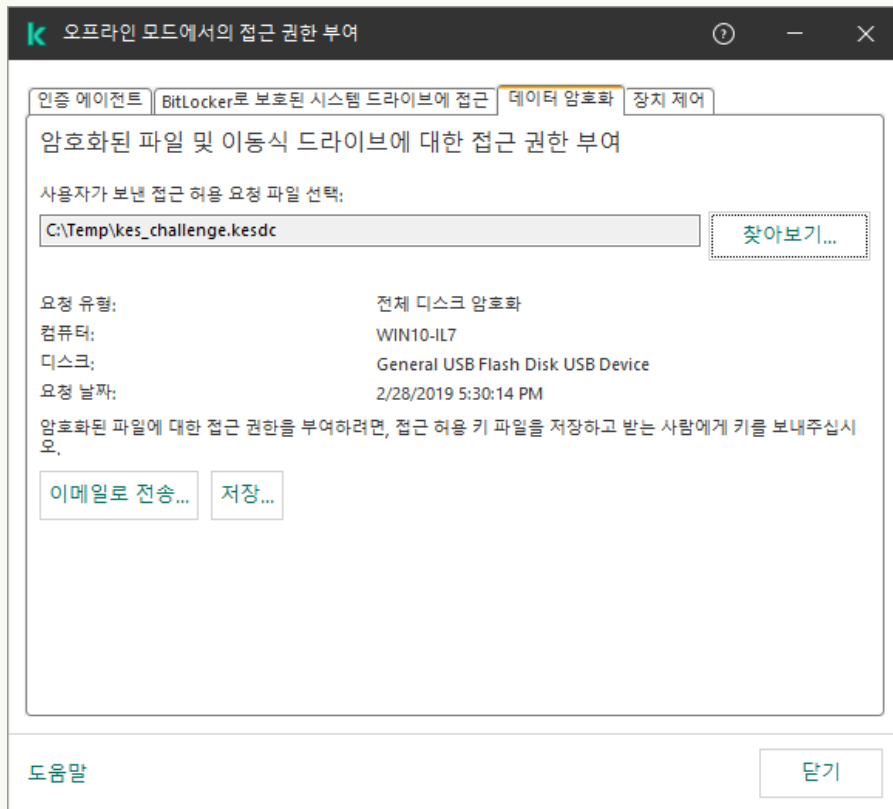 오프라인 모드에서의 접근 권한 부여
인증 에이전트 BitLocker로 보호된 시스템 드라이브에 접근 데이터 암호화 장치 제어
암호화된 파일 및 이동식 드라이브에 대한 접근 권한 부여
사용자가 보낸 접근 허용 요청 파일 선택:
C:\Temp\kes_challenge.kesdc 찾아보기...
요청 유형: 전체 디스크 암호화
컴퓨터: WIN10-IL7
디스크: General USB Flash Disk USB Device
요청 날짜: 2/28/2019 5:30:14 PM
암호화된 파일에 대한 접근 권한을 부여하려면, 접근 허용 키 파일을 저장하고 받는 사람에게 키를 보내주십시
오.
이메일로 전송... 저장...
도움말 닫기